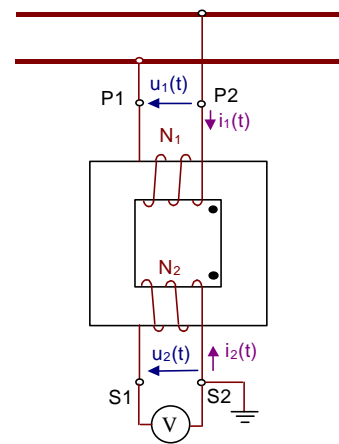 P1 u₁(t) P2
i₁(t)
N₁
N₂
u₂(t) i₂(t)
S1 S2
V